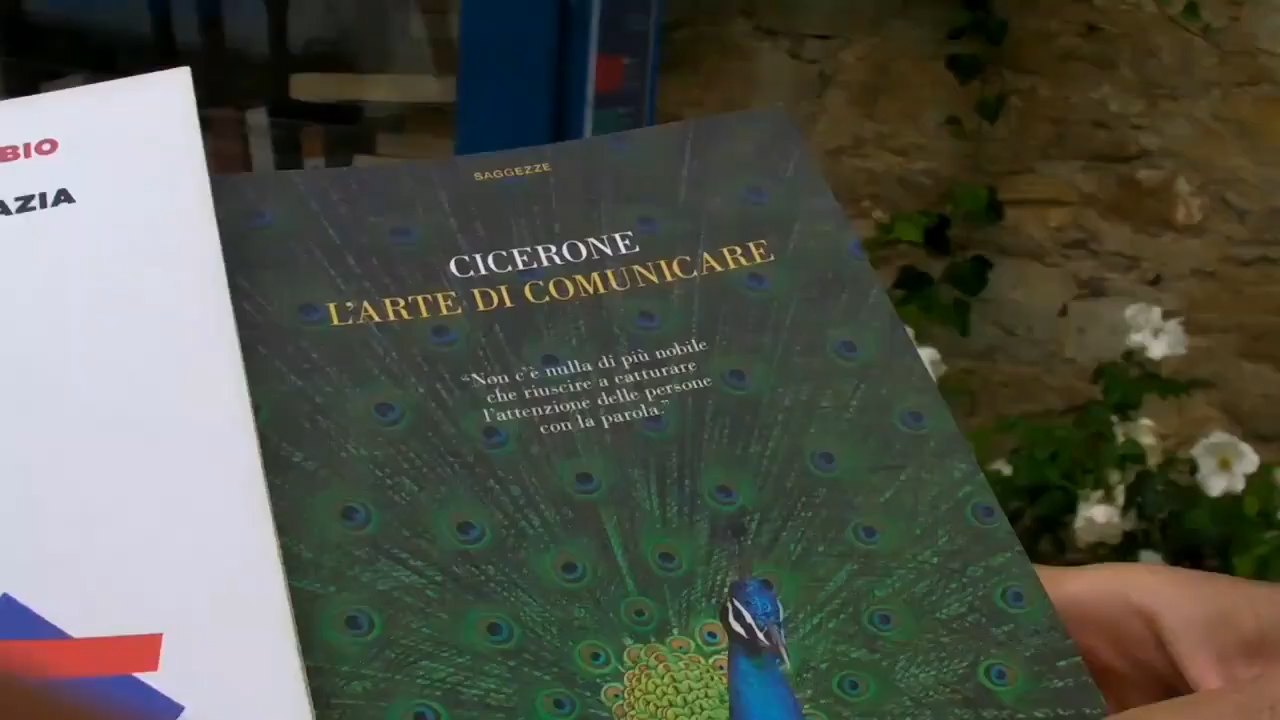 BIO
AZIA
SAGGEZZE
CICERONE
L'ARTE DI COMUNICARE
“Non c'è nulla di più nobile
che riuscire a catturare
l'attenzione delle persone
con la parola.”